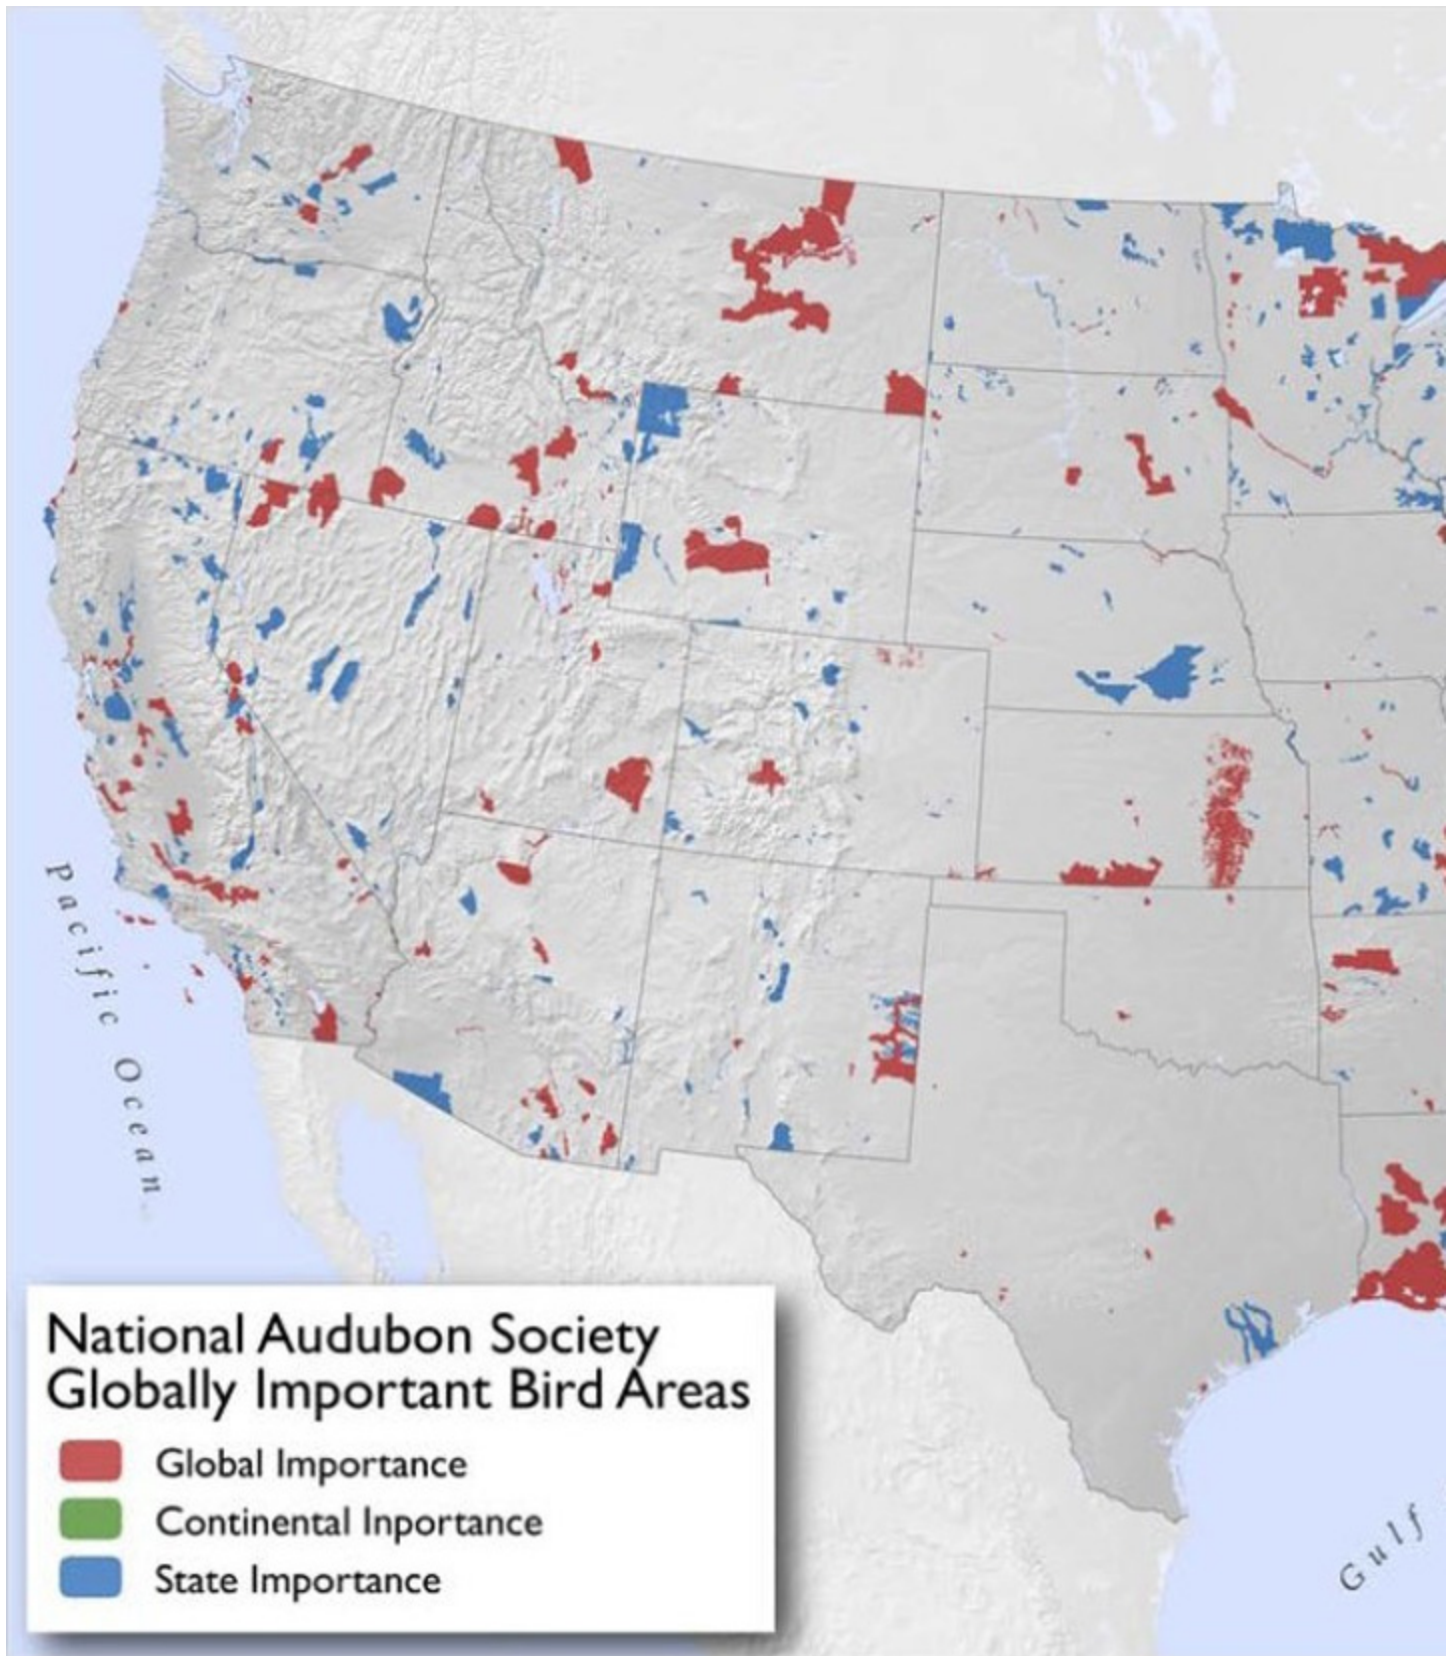 Pacific Ocean
National Audubon Society
Globally Important Bird Areas
Global Importance
Continental Inportance
State Importance
Gulf